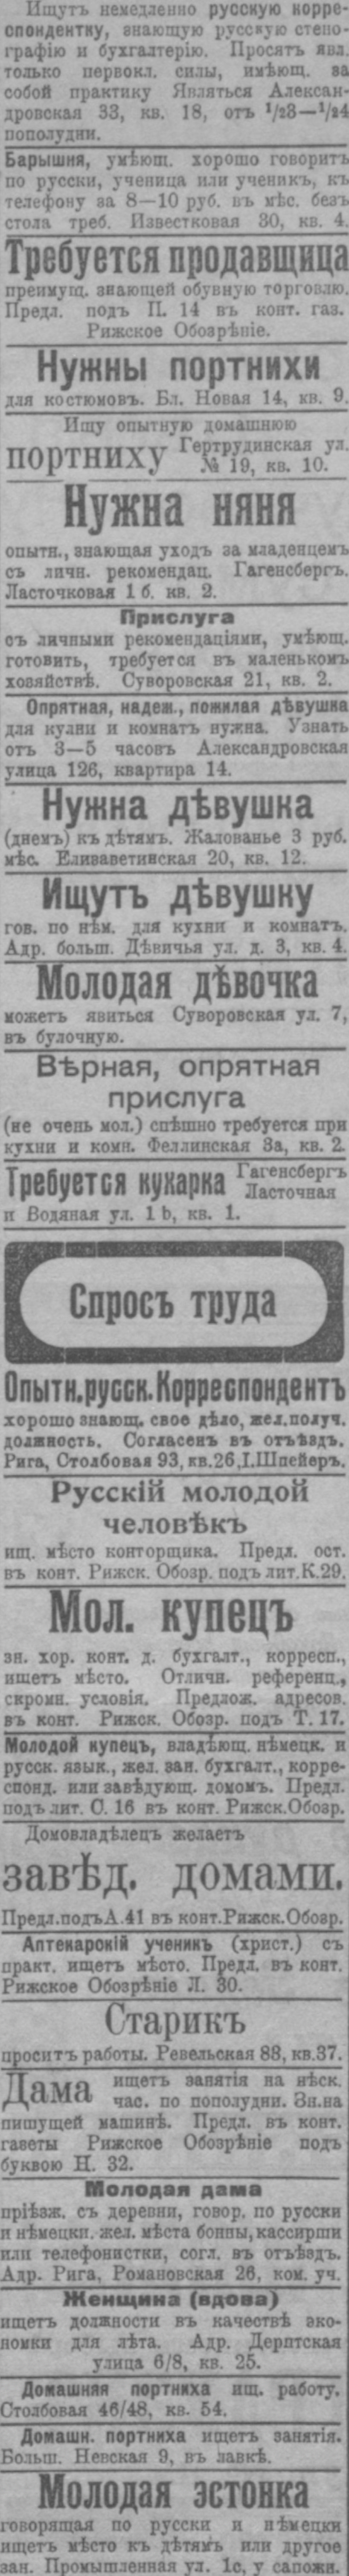 Ищутъ немедленно русскую корре-
спондентку, знающую русскую стено-
графію и бухгалтерію. Просятъ явл.
только первокл. силы, имѣющ. за
собой практику Являться Алексан-
дровская 33, кв. 18, отъ ½3—½4
пополудни.
Барышня, умѣющ. хорошо говорить
по русски, ученица или ученикъ, къ
телефону за 8—10 руб. въ мѣс. безъ
стола треб. Известковая 30, кв. 4.
Требуется продавщица
преимущ. знающей обувную торговлю.
Предл. подъ П. 14 въ конт. газ.
Рижское Обозрѣніе.
Нужны портнихи
для костюмовъ. Бл. Новая 14, кв. 9.
Ищу опытную домашнюю
портниху Гертрудинская ул.
№ 19, кв. 10.
Нужна няня
опытн., знающая уходъ за младенцемъ
съ личн. рекомендац. Гагенсбергъ.
Ласточковая 1 б. кв. 2.
Прислуга
съ личными рекомендаціями, умѣющ.
готовить, требуется въ маленькомъ
хозяйствѣ. Суворовская 21, кв. 2.
Опрятная, надеж., пожилая дѣвушка
для кухни и комнатъ нужна. Узнать
отъ 3—5 часовъ Александровская
улица 126, квартира 14.
Нужна дѣвушка
(днемъ) къ дѣтямъ. Жалованье 3 руб.
мѣс. Елизаветинская 20, кв. 12.
Ищутъ дѣвушку
гов. по нѣм. для кухни и комнатъ.
Адр. больш. Дѣвичья ул. д. 3, кв. 4.
Молодая дѣвочка
можетъ явиться Суворовская ул. 7,
въ булочную.
Вѣрная, опрятная
прислуга
(не очень мол.) спѣшно требуется при
кухни и комн. Феллинская 3а, кв. 2.
Требуется кухарка Гагенсбергъ
Ласточная
и Водяная ул. 1 b, кв. 1.
Спросъ труда
Опытн. русск. Корреспондентъ
хорошо знающ. свое дѣло, жел. получ.
должность. Согласенъ въ отъѣздъ.
Рига, Столбовая 93, кв. 26, І. Шпейеръ.
Русскій молодой
человѣкъ
ищ. мѣсто конторщика. Предл. ост.
въ конт. Рижск. Обозр. подъ лит. К. 29.
Мол. купецъ
зн. хор. конт. д. бухгалт., корресп.,
ищетъ мѣсто. Отличн. референц.,
скромн. условія. Предлож. адресов.
въ конт. Рижск. Обозр. подъ Т. 17.
Молодой купецъ, владѣющ. нѣмецк. и
русск. язык., жел. зан. бухгалт., корре-
спонд. или завѣдующ. домомъ. Предл.
подъ лит. С. 16 въ конт. Рижск. Обозр.
Домовладѣлецъ желаетъ
завѣд. домами.
Предл. подъ А. 41 въ конт. Рижск. Обозр.
Аптекарскій ученикъ (христ.) съ
практ. ищетъ мѣсто. Предл. въ конт.
Рижское Обозрѣніе Л. 30.
Старикъ
проситъ работы. Ревельская 88, кв. 37.
Дама ищетъ занятія на нѣск.
час. по пополудни. Зн. на
пишущей машинѣ. Предл. въ конт.
газеты Рижское Обозрѣніе подъ
буквою Н. 32.
Молодая дама
пріѣзж. съ деревни, говор. по русски
и нѣмецки. жел. мѣста бонны, кассирши
или телефонистки, согл. въ отъѣздъ.
Адр. Рига, Романовская 26, ком. уч.
Женщина (вдова)
ищетъ должности въ качествѣ эко-
номки для лѣта. Адр. Дерптская
улица 6/8, кв. 25.
Домашняя портниха ищ. работу.
Столбовая 46/48, кв. 54.
Домашн. портниха ищетъ занятія.
Больш. Невская 9, въ лавкѣ.
Молодая эстонка
говорящая по русски и нѣмецки
ищетъ мѣсто къ дѣтямъ или другое
зан. Промышленная ул. 1с, у сапожн.